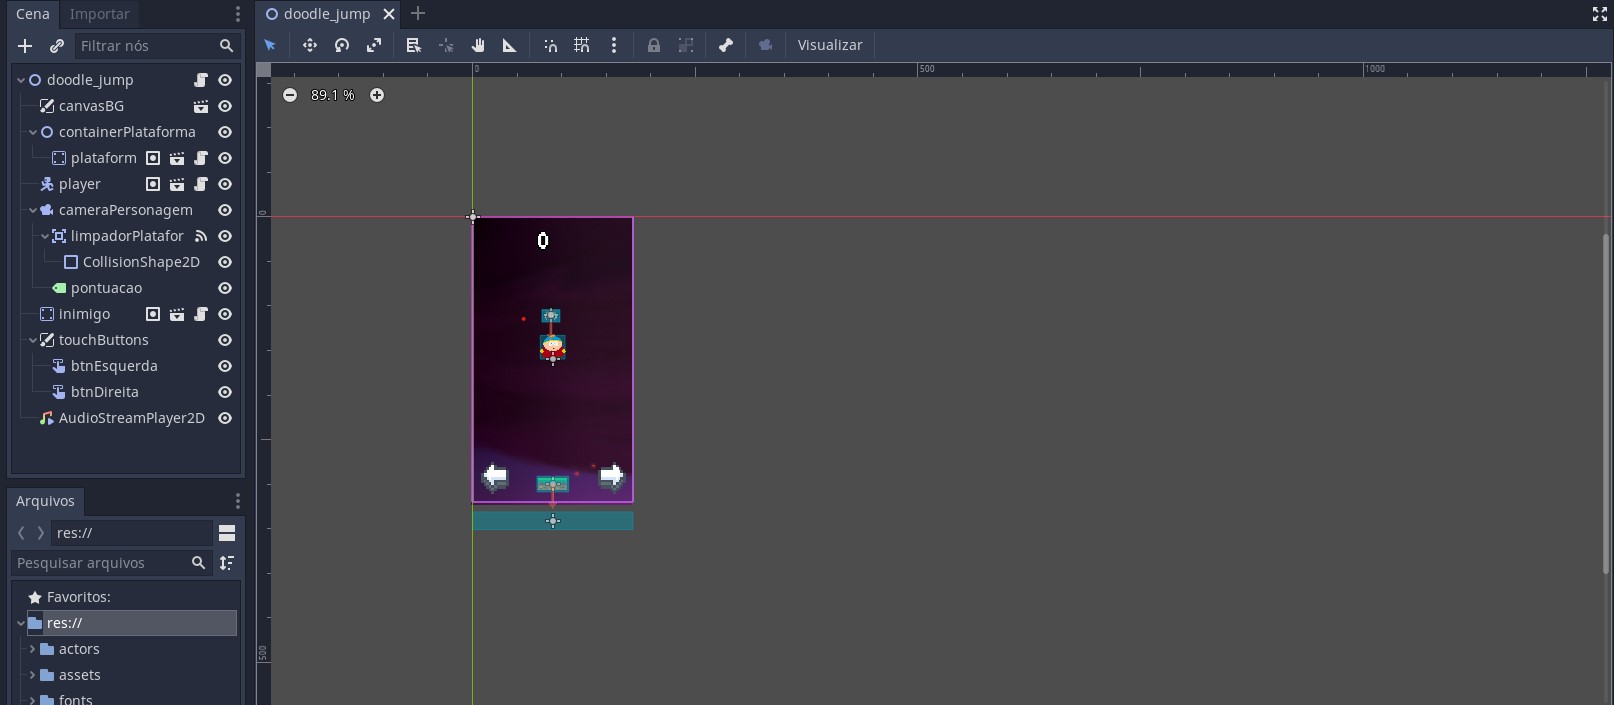 Cena Importar
Filtrar nós
doodle_jump
canvasBG
containerPlataforma
plataform
player
cameraPersonagem
limpadorPlatafor
CollisionShape2D
pontuacao
inimigo
touchButtons
btnEsquerda
btnDireita
AudioStreamPlayer2D
Arquivos
res://
Pesquisar arquivos
Favoritos:
res://
actors
assets
fonts
doodle_jump
Visualizar
0 500 1000
89.1 %
0
0
500